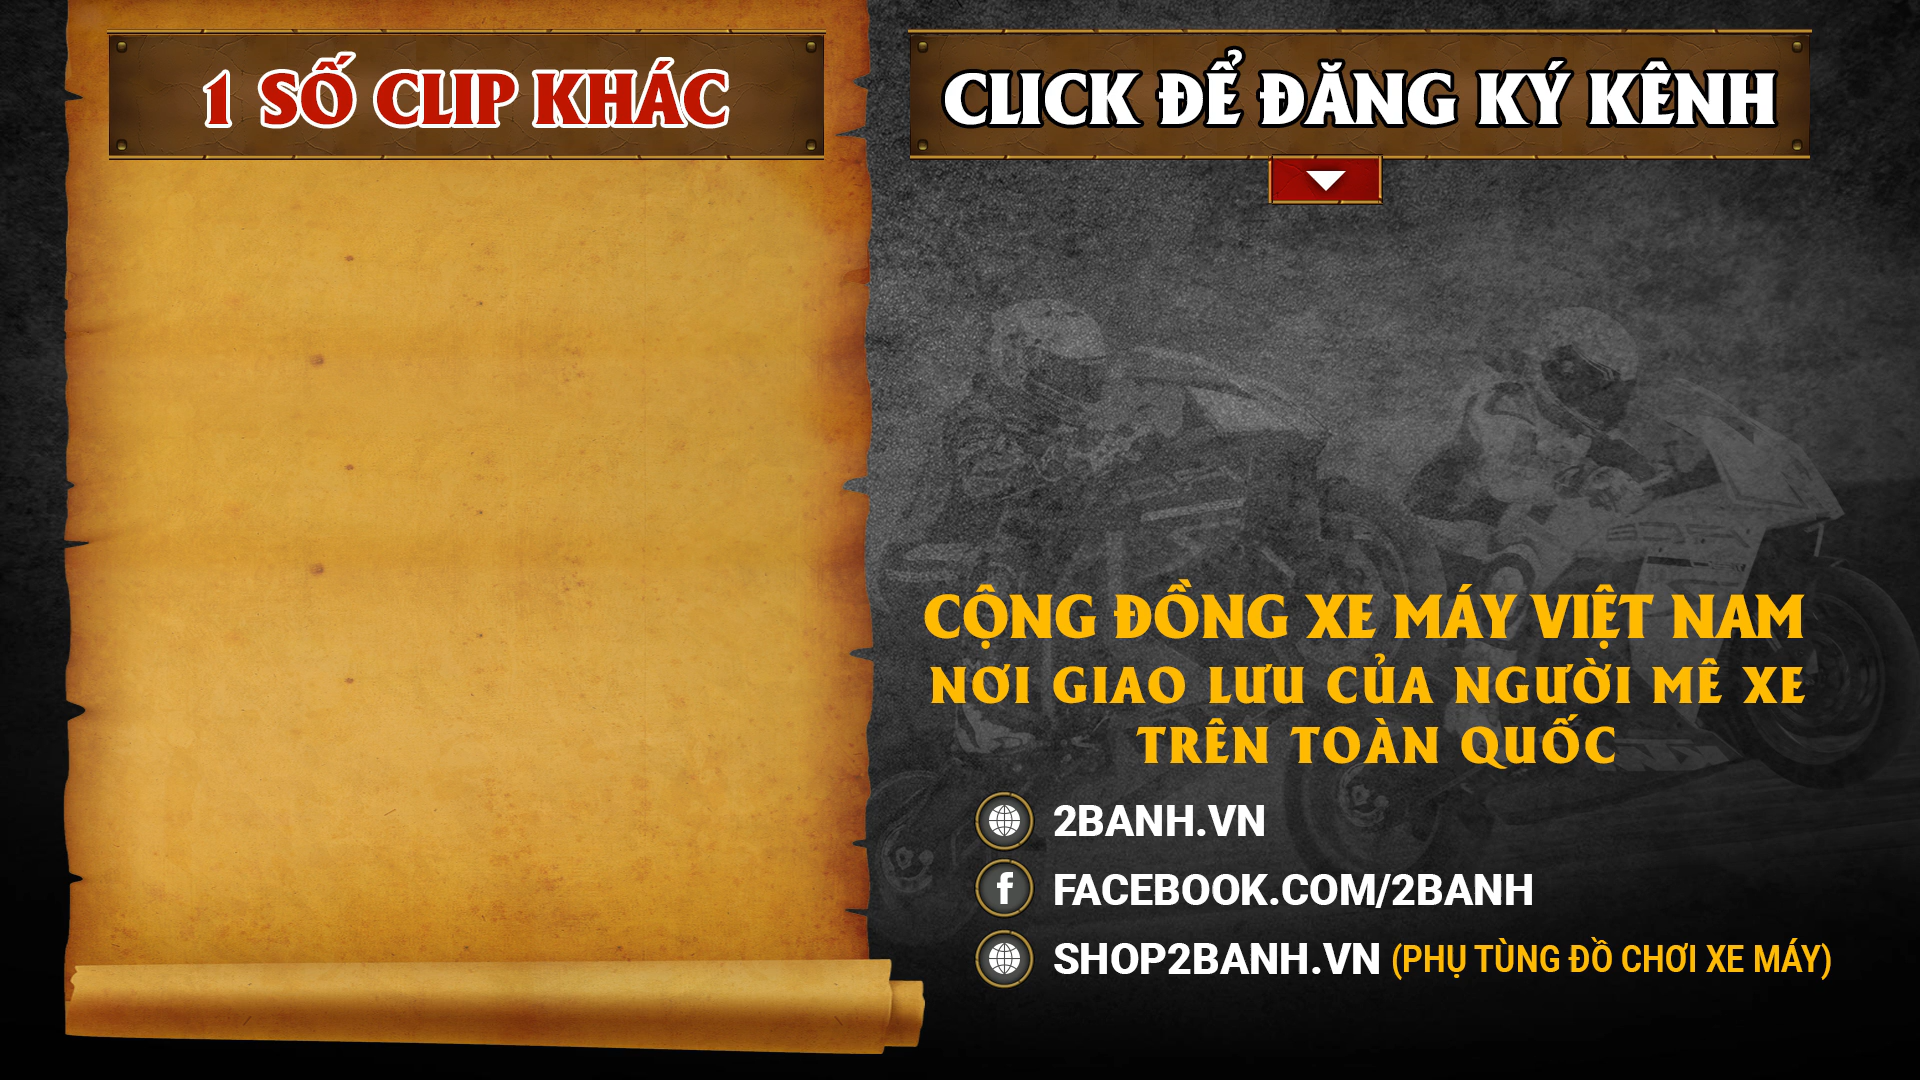 1 SỐ CLIP KHÁC
CLICK ĐỂ ĐĂNG KÝ KÊNH
CỘNG ĐỒNG XE MÁY VIỆT NAM
NƠI GIAO LƯU CỦA NGƯỜI MÊ XE
TRÊN TOÀN QUỐC
2BANH.VN
FACEBOOK.COM/2BANH
SHOP2BANH.VN (PHỤ TÙNG ĐỒ CHƠI XE MÁY)